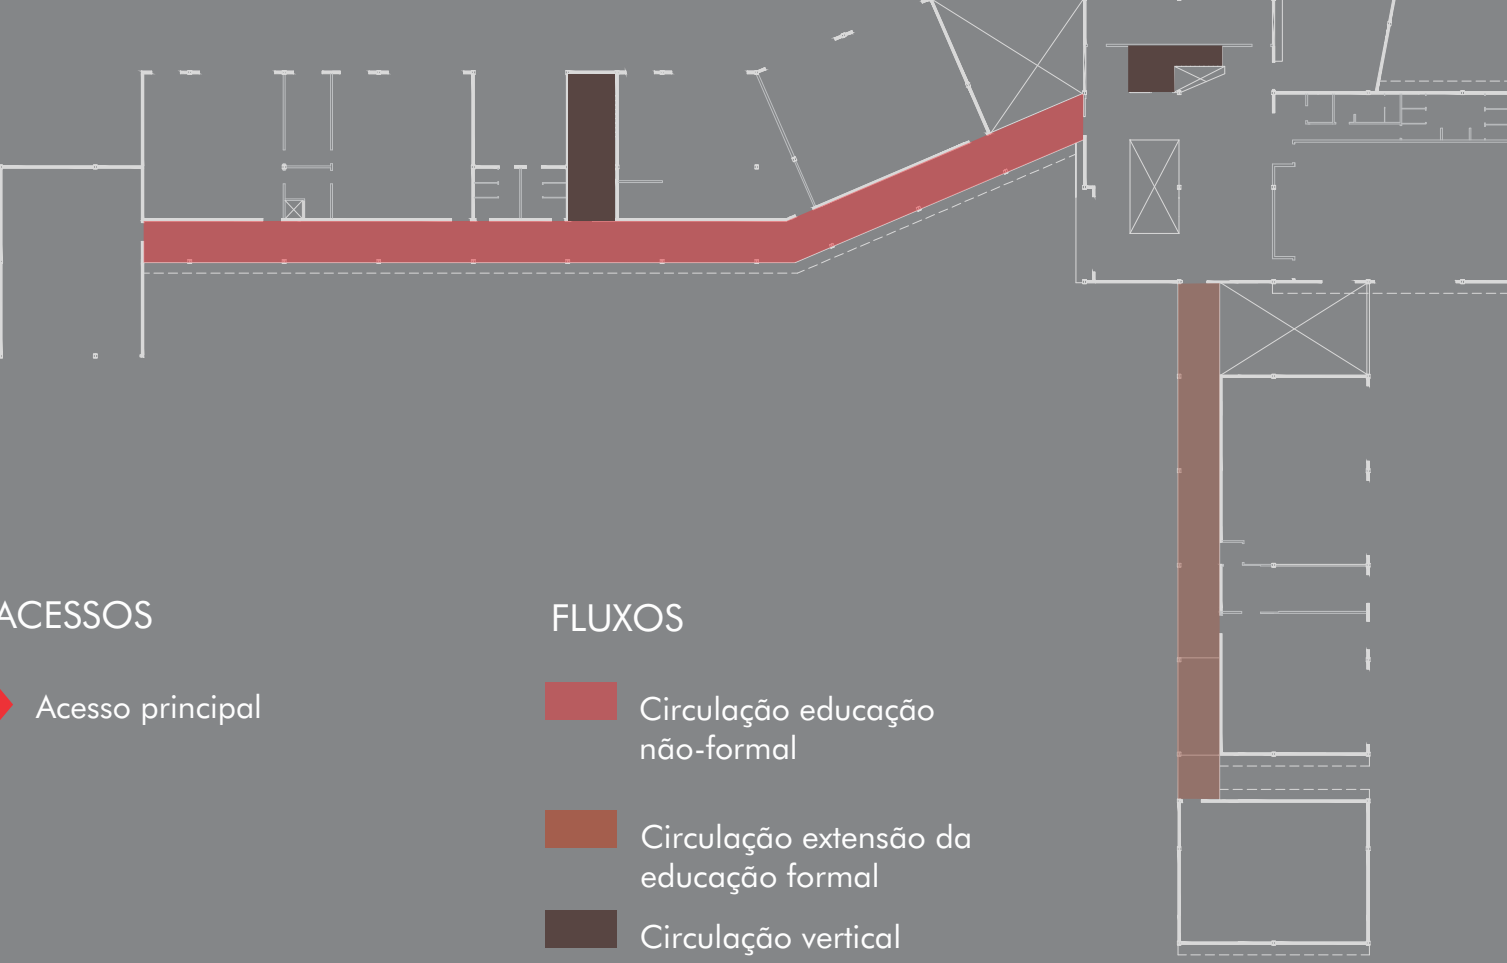 ACESSOS
Acesso principal
FLUXOS
Circulação educação
não-formal
Circulação extensão da
educação formal
Circulação vertical